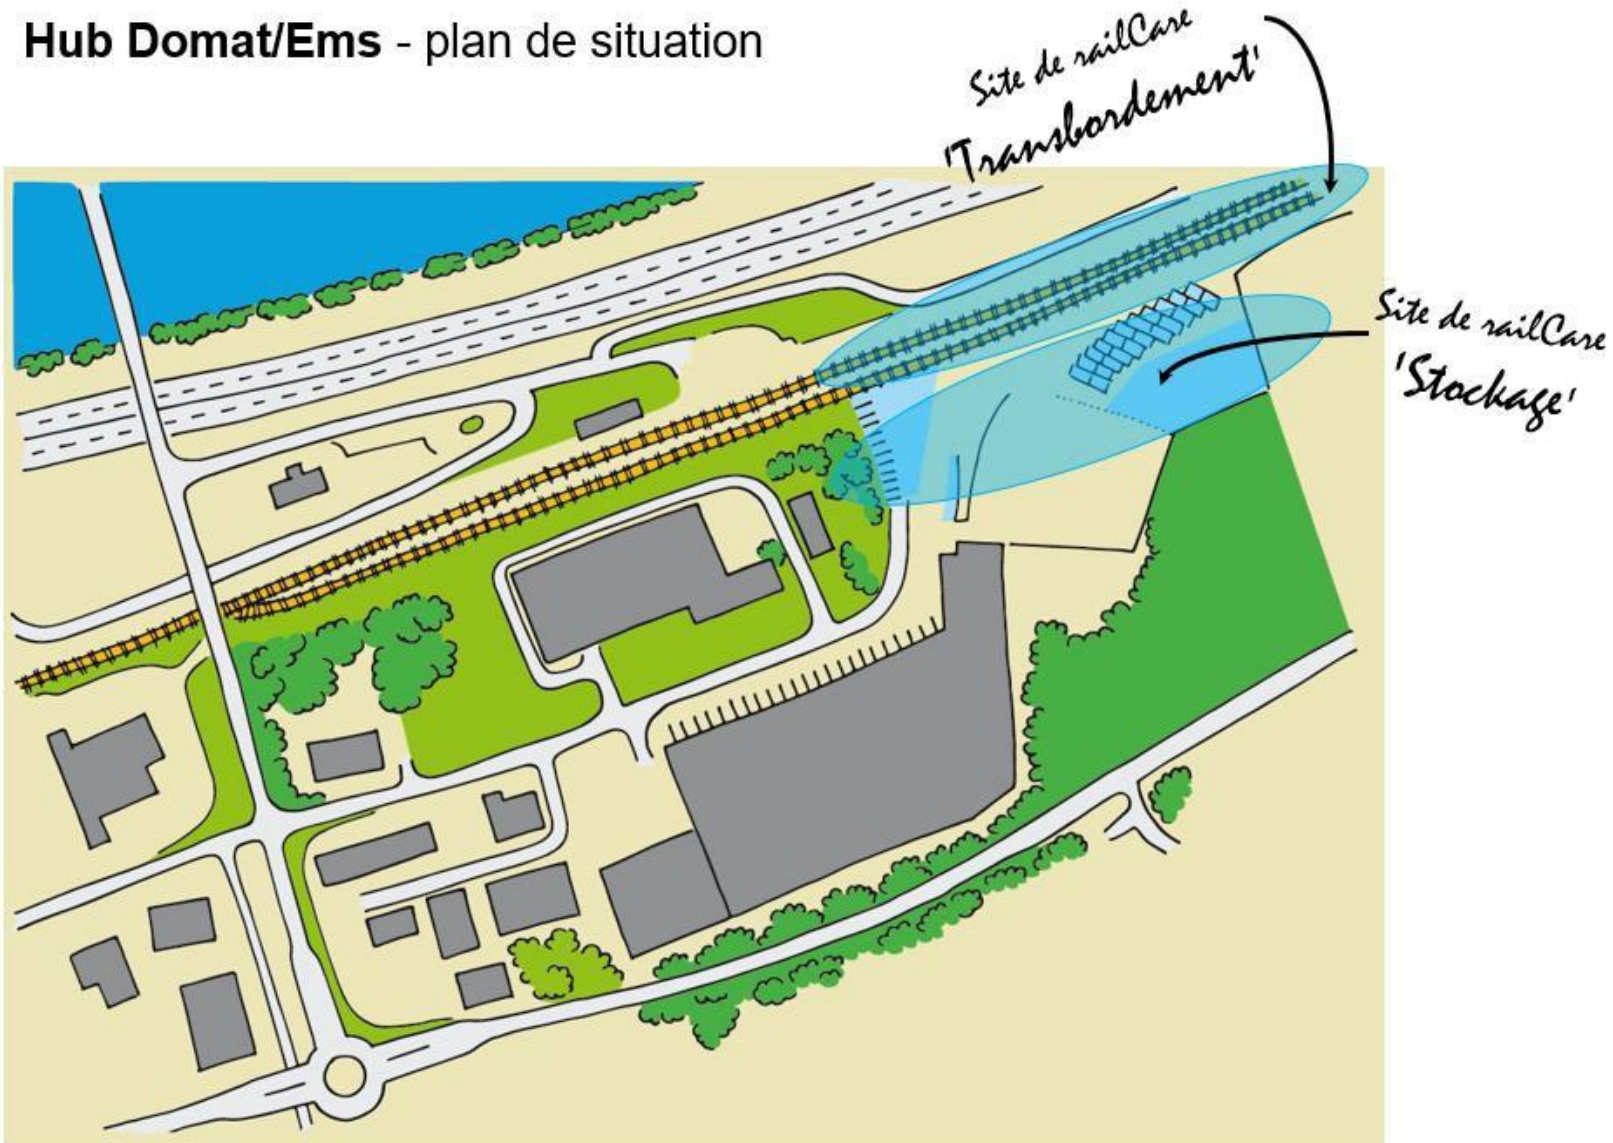 Hub Domat/Ems - plan de situation
Site de railCare
'Transbordement'
Site de railCare
'Stockage'